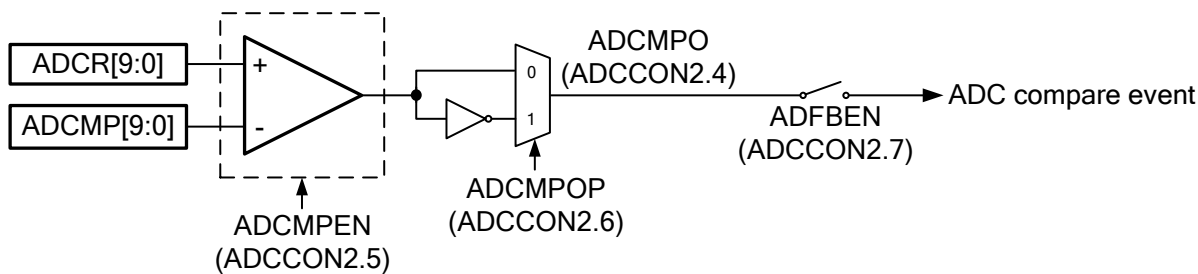 ADCR[9:0]
ADCMP[9:0]
+
-
ADCMPEN
(ADCCON2.5)
0
1
ADCMPOP
(ADCCON2.6)
ADCMPO
(ADCCON2.4)
ADFBEN
(ADCCON2.7)
ADC compare event